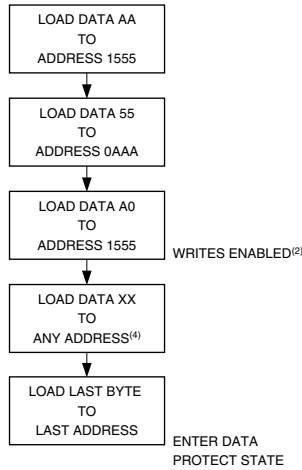 LOAD DATA AA
TO
ADDRESS 1555
LOAD DATA 55
TO
ADDRESS 0AAA
LOAD DATA A0
TO
ADDRESS 1555
WRITES ENABLED(2)
LOAD DATA XX
TO
ANY ADDRESS(4)
LOAD LAST BYTE
TO
LAST ADDRESS
ENTER DATA
PROTECT STATE